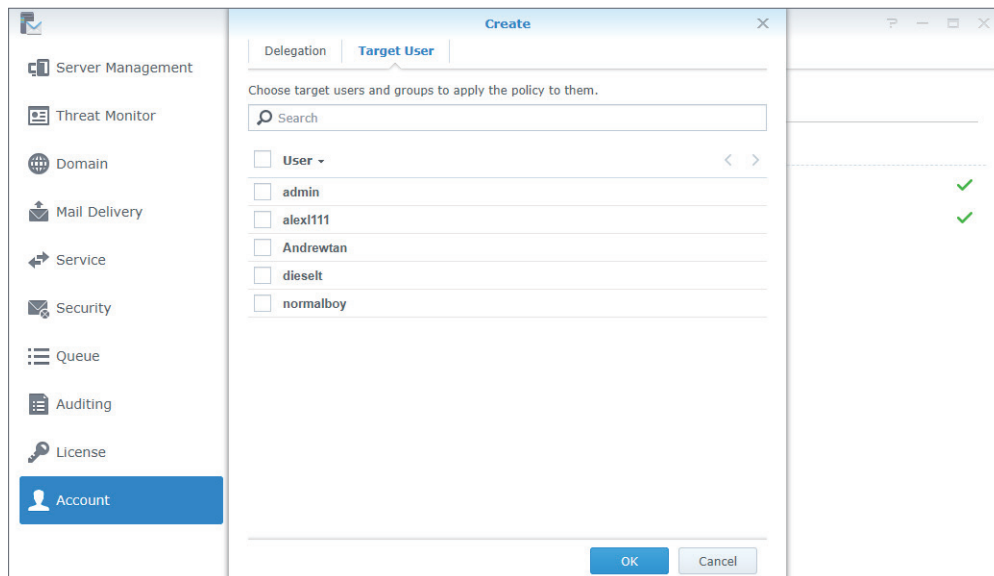 Create
Delegation
Target User
Server Management
Threat Monitor
Domain
Mail Delivery
Service
Security
Queue
Auditing
License
Account
Choose target users and groups to apply the policy to them.
Search
User
admin
alexl111
Andrewtan
dieselt
normalboy
OK
Cancel